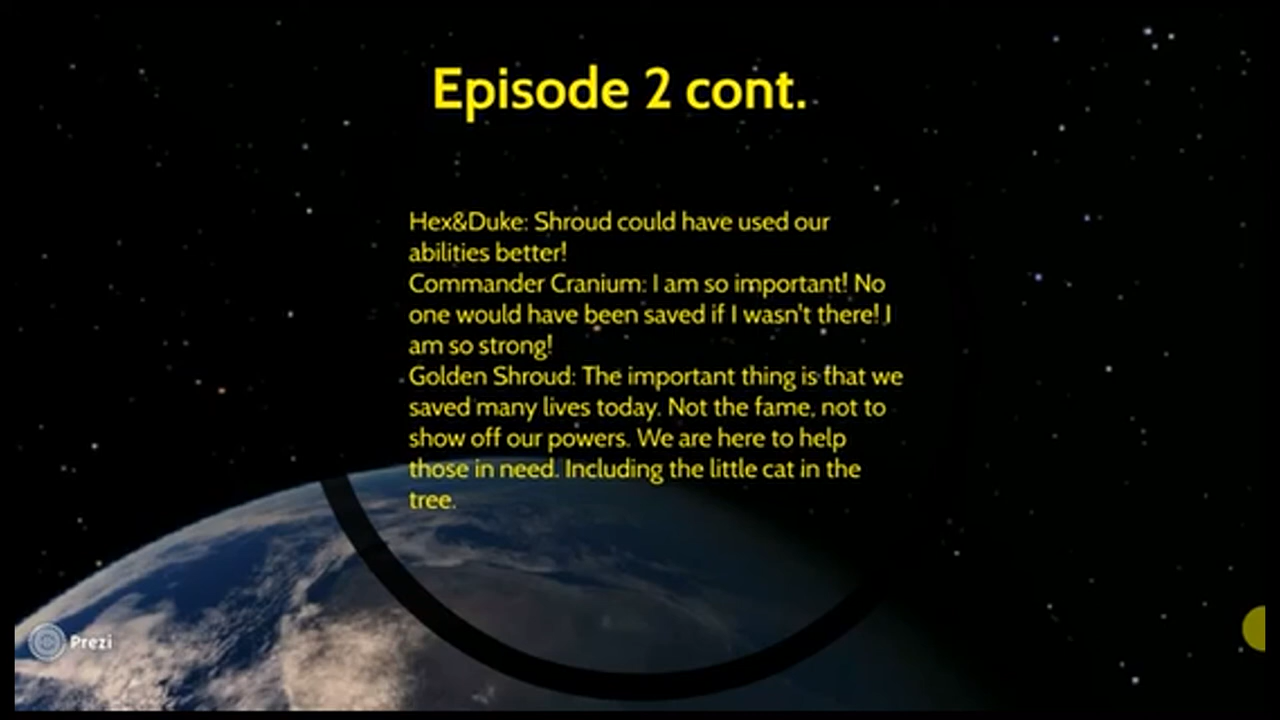 Episode 2 cont.
Hex&Duke: Shroud could have used our
abilities better!
Commander Cranium: I am so important! No
one would have been saved if I wasn't there! I
am so strong!
Golden Shroud: The important thing is that we
saved many lives today. Not the fame, not to
show off our powers. We are here to help
those in need. Including the little cat in the
tree.
Prezi